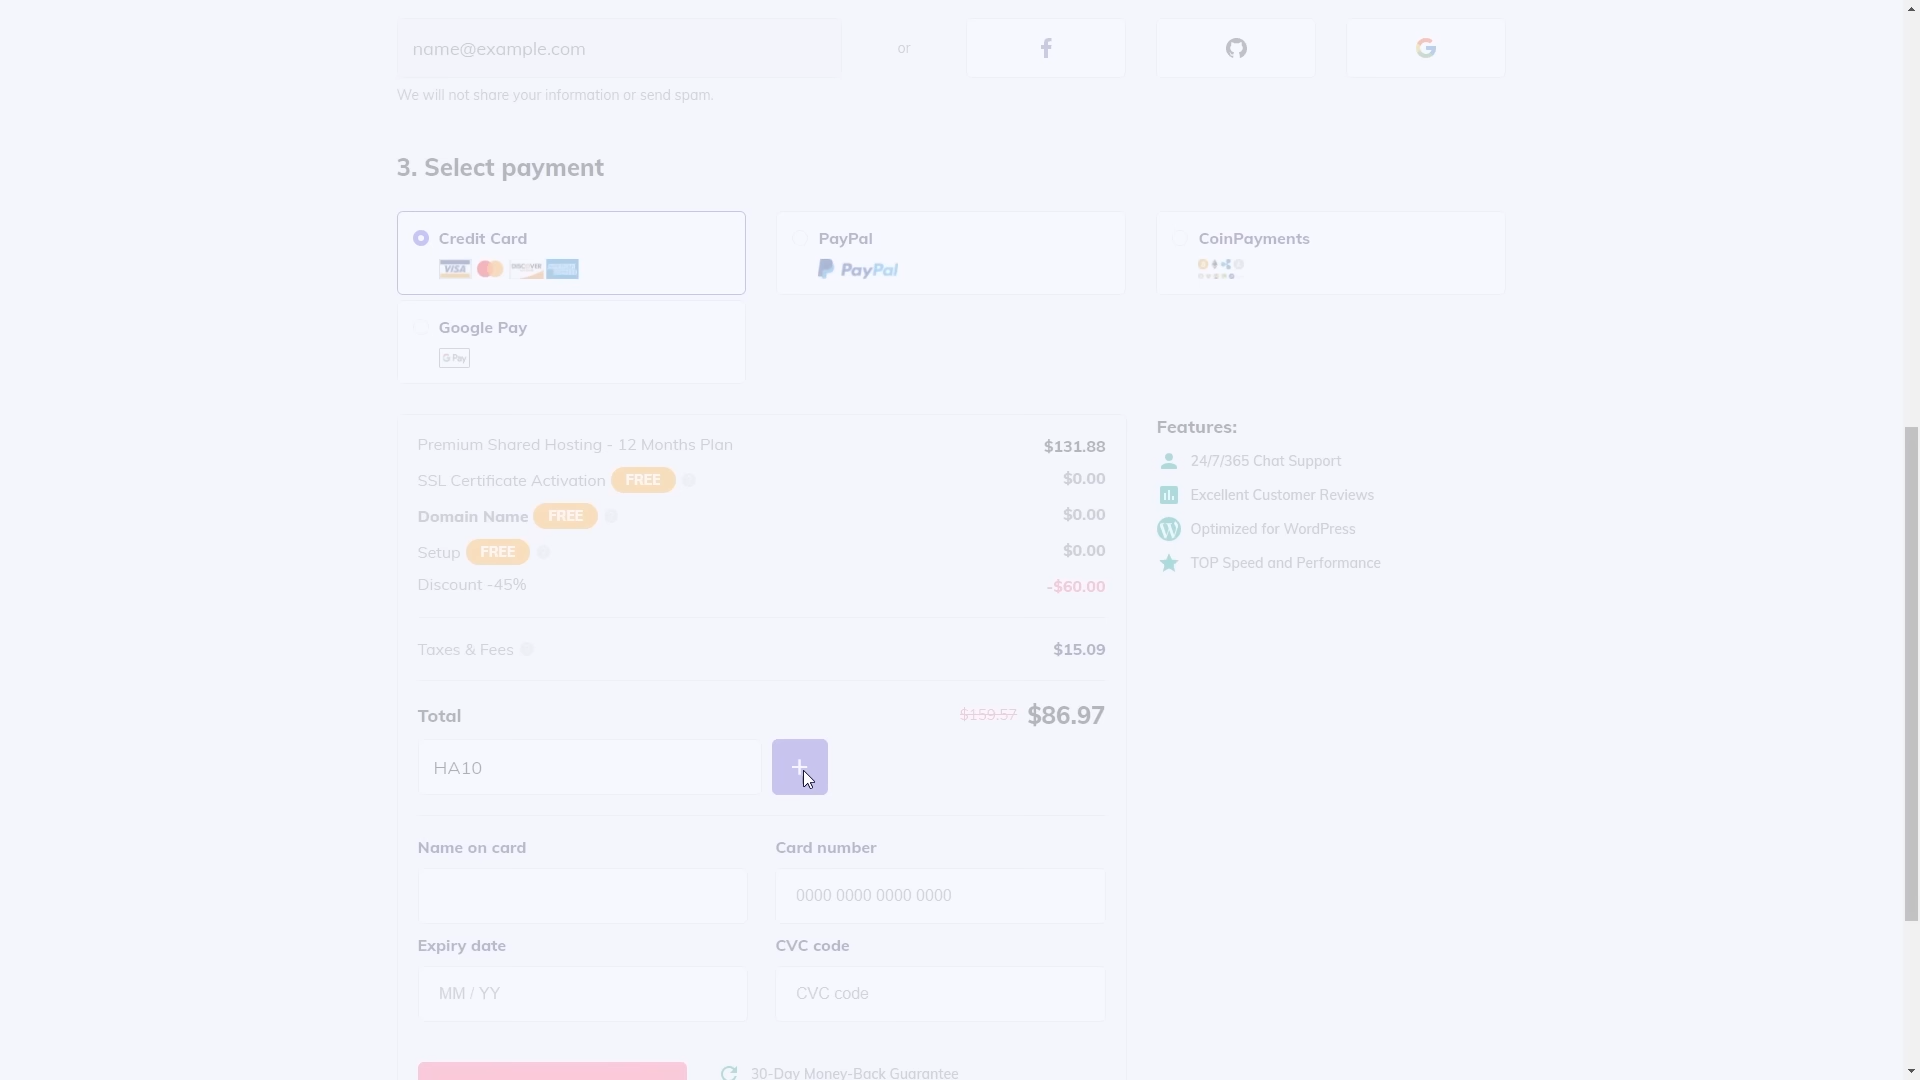 name@example.com
or
We will not share your information or send spam.
3. Select payment
Credit Card
VISA DISCOVER
PayPal
PayPal
CoinPayments
Google Pay
G Pay
Premium Shared Hosting - 12 Months Plan $131.88
SSL Certificate Activation FREE $0.00
Domain Name FREE $0.00
Setup FREE $0.00
Discount -45% -$60.00
Taxes & Fees $15.09
Total $159.57 $86.97
HA10
Features:
24/7/365 Chat Support
Excellent Customer Reviews
Optimized for WordPress
TOP Speed and Performance
Name on card
Card number
0000 0000 0000 0000
Expiry date
CVC code
MM / YY
CVC code
30-Day Money-Back Guarantee